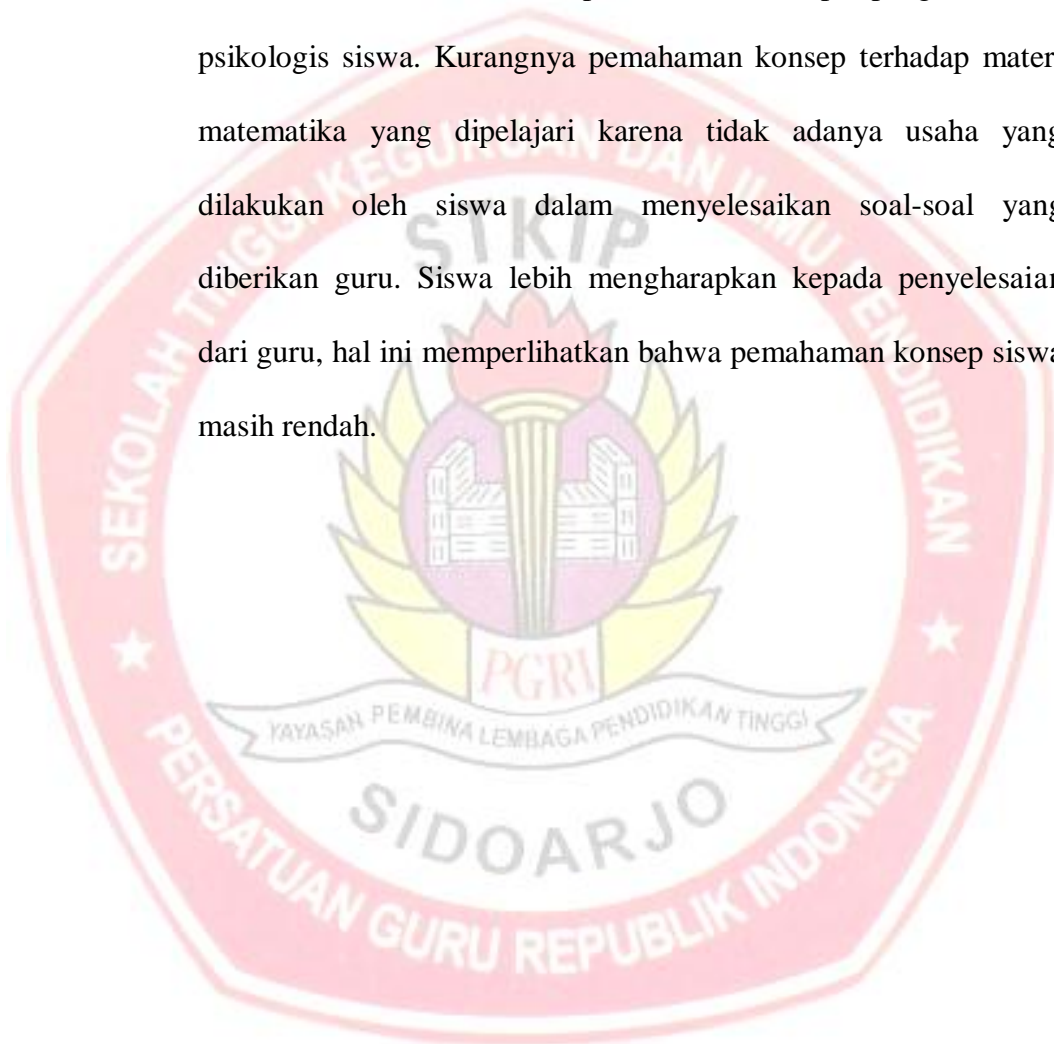 psikologis siswa. Kurangnya pemahaman konsep terhadap mater
matematika yang dipelajari karena tidak adanya usaha yang
dilakukan oleh siswa dalam menyelesaikan soal-soal yang
diberikan guru. Siswa lebih mengharapkan kepada penyelesaian
dari guru, hal ini memperlihatkan bahwa pemahaman konsep siswa
masih rendah.
SEKOLAH TINGGI KEGURUAN DAN ILMU PENDIDIKAN
STKIP
PGRI
YAYASAN PEMBINA LEMBAGA PENDIDIKAN TINGGI
SIDOARJO
PERSATUAN GURU REPUBLIK INDONESIA